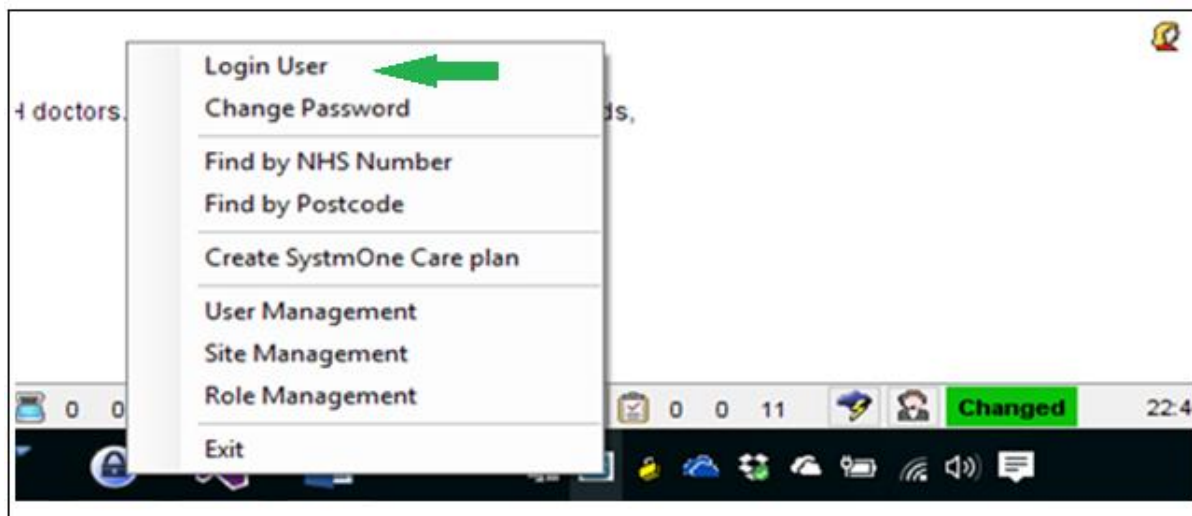 Login User
H doctors.
ds,
Change Password
Find by NHS Number
Find by Postcode
Create SystmOne Care plan
User Management
Site Management
Role Management
0 0
0 0 11
Changed
22:4
Exit